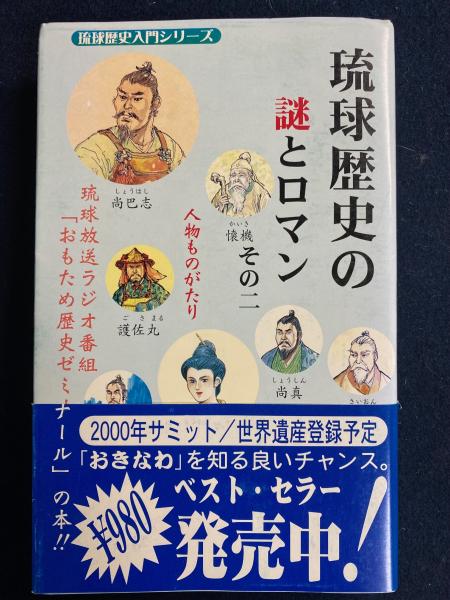 琉球歴史入門シリーズ
琉球歴史の
謎とロマン
その二
人物ものがたり
琉球放送ラジオ番組
「おもため歴史ゼミナール」の本!!
しょうはし
尚巴志
かいき
懐機
ごさまる
護佐丸
しょうしん
尚真
さいおん
2000年サミット/世界遺産登録予定
「おきなわ」を知る良いチャンス。
¥980
ベスト・セラー
発売中!